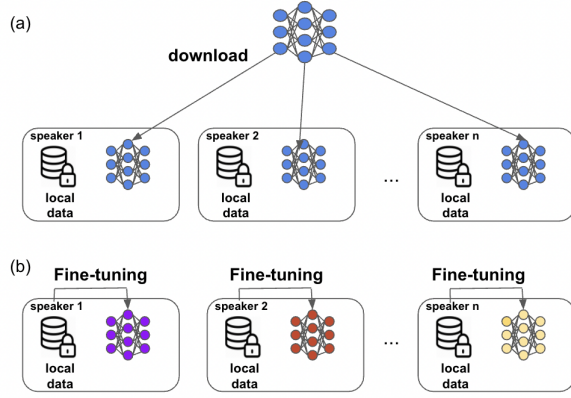 (a)
download
speaker 1
local
data
speaker 2
local
data
...
speaker n
local
data
(b)
Fine-tuning
speaker 1
local
data
Fine-tuning
speaker 2
local
data
...
Fine-tuning
speaker n
local
data